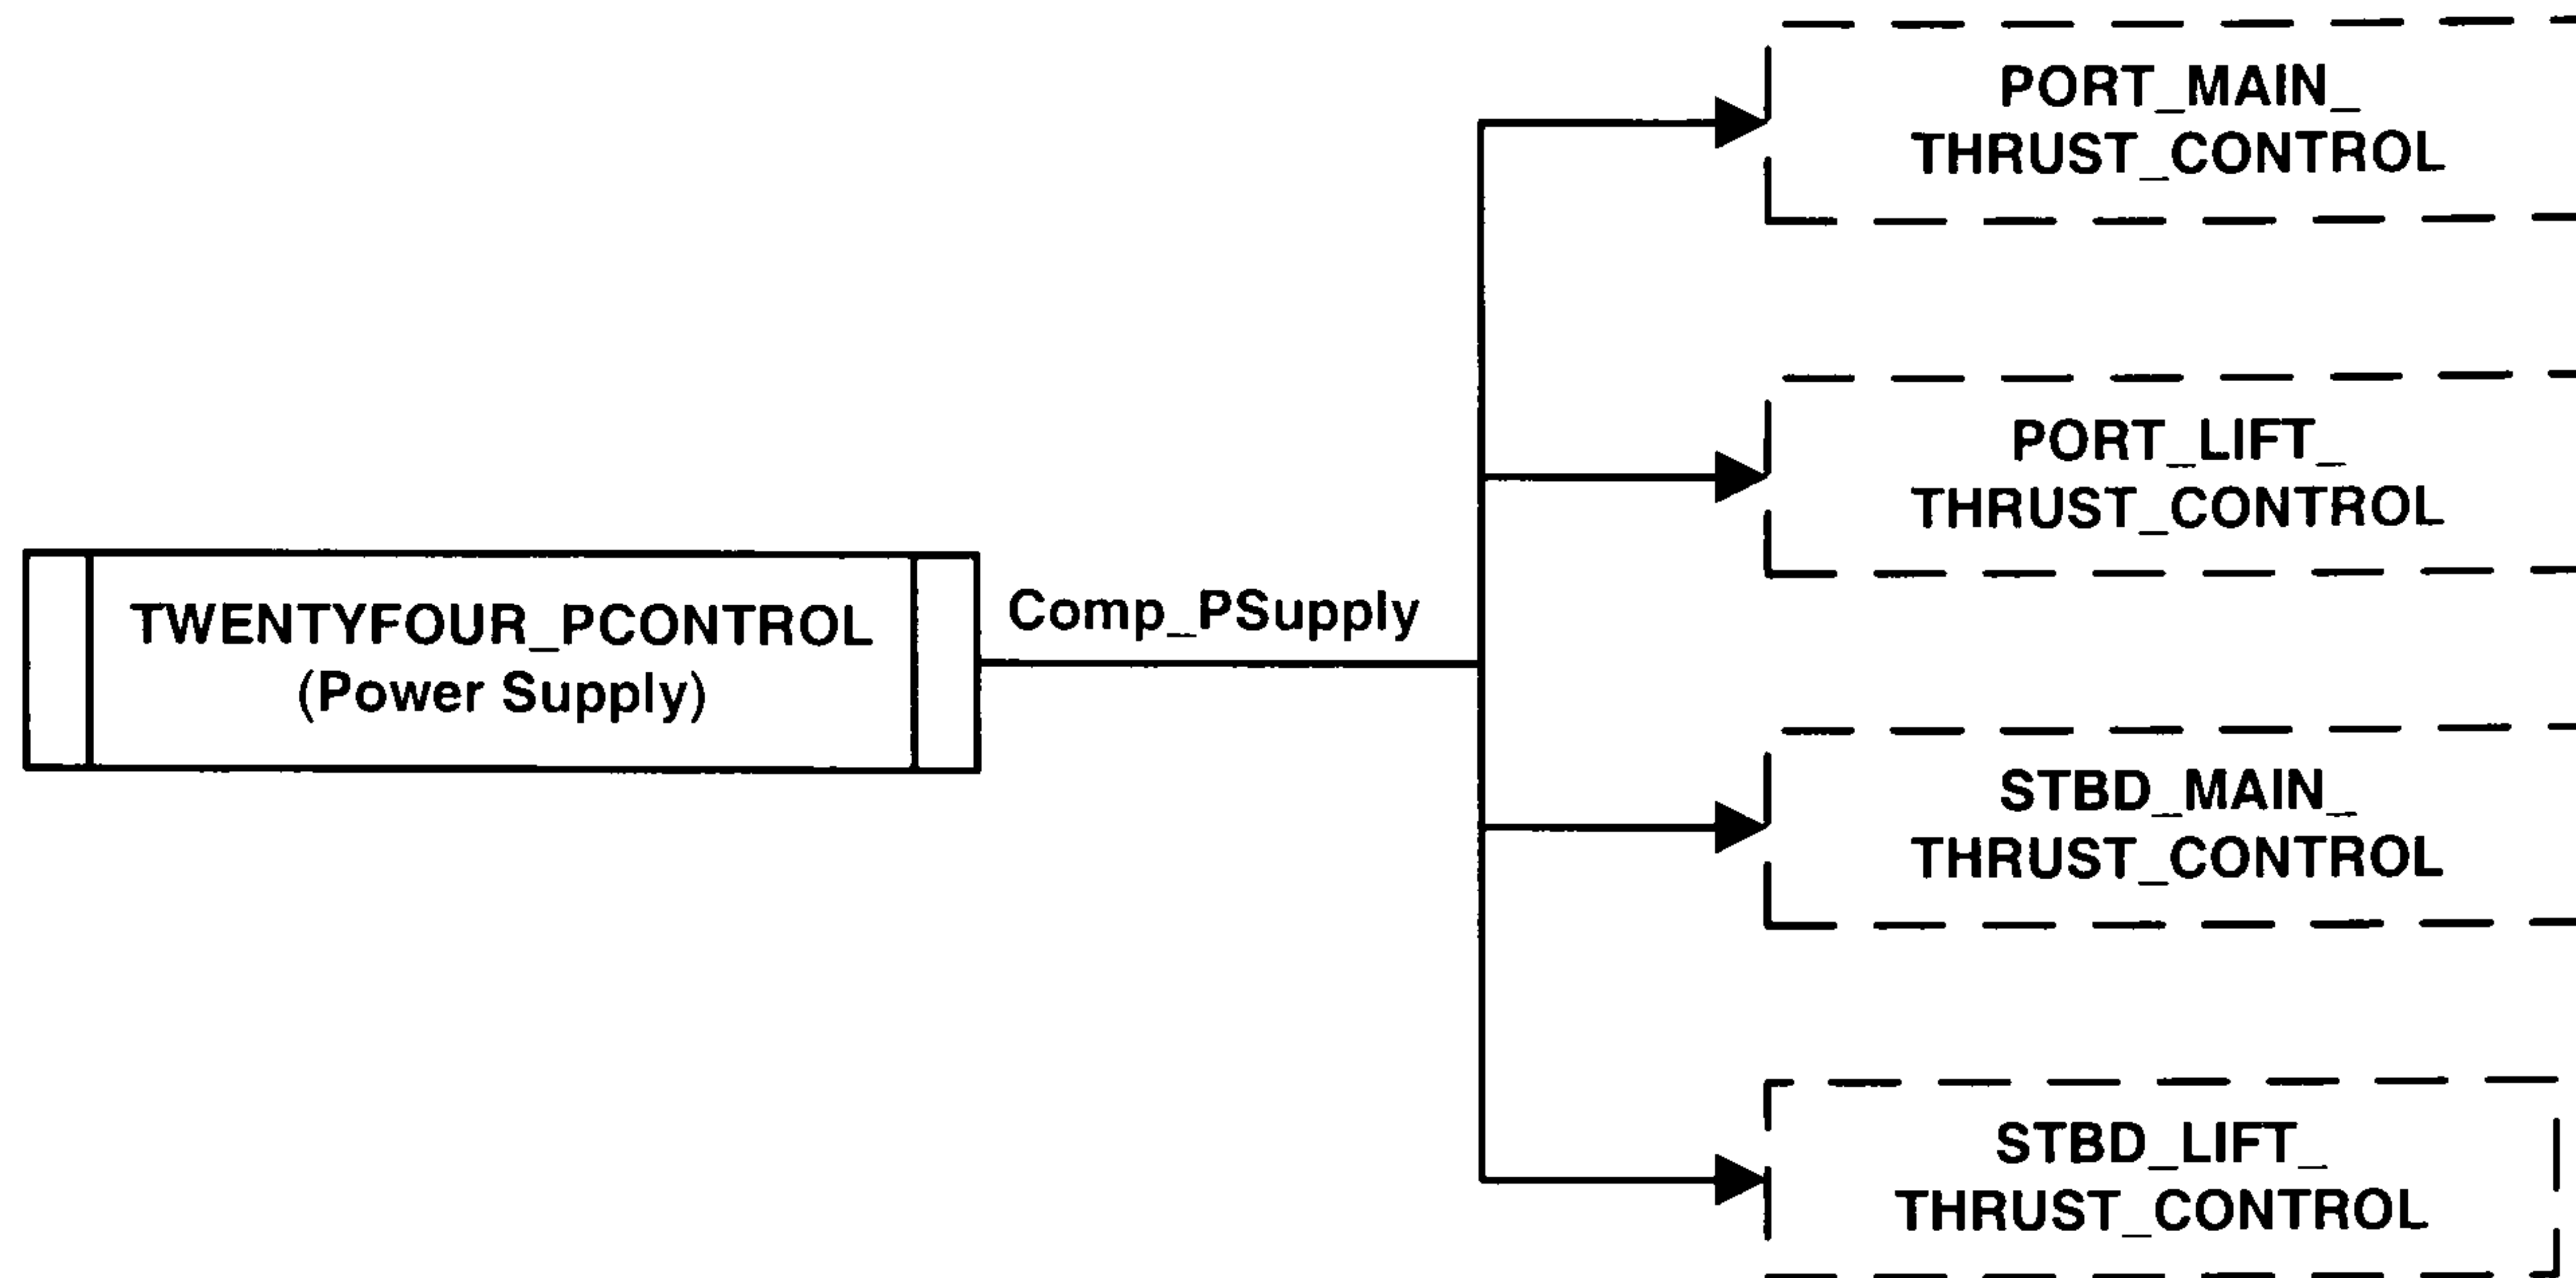 PORT_MAIN_
THRUST_CONTROL
PORT_LIFT_
THRUST_CONTROL
TWENTYFOUR_PCONTROL
(Power Supply)
Comp_PSupply
STBD_MAIN_
THRUST_CONTROL
STBD_LIFT_
THRUST_CONTROL